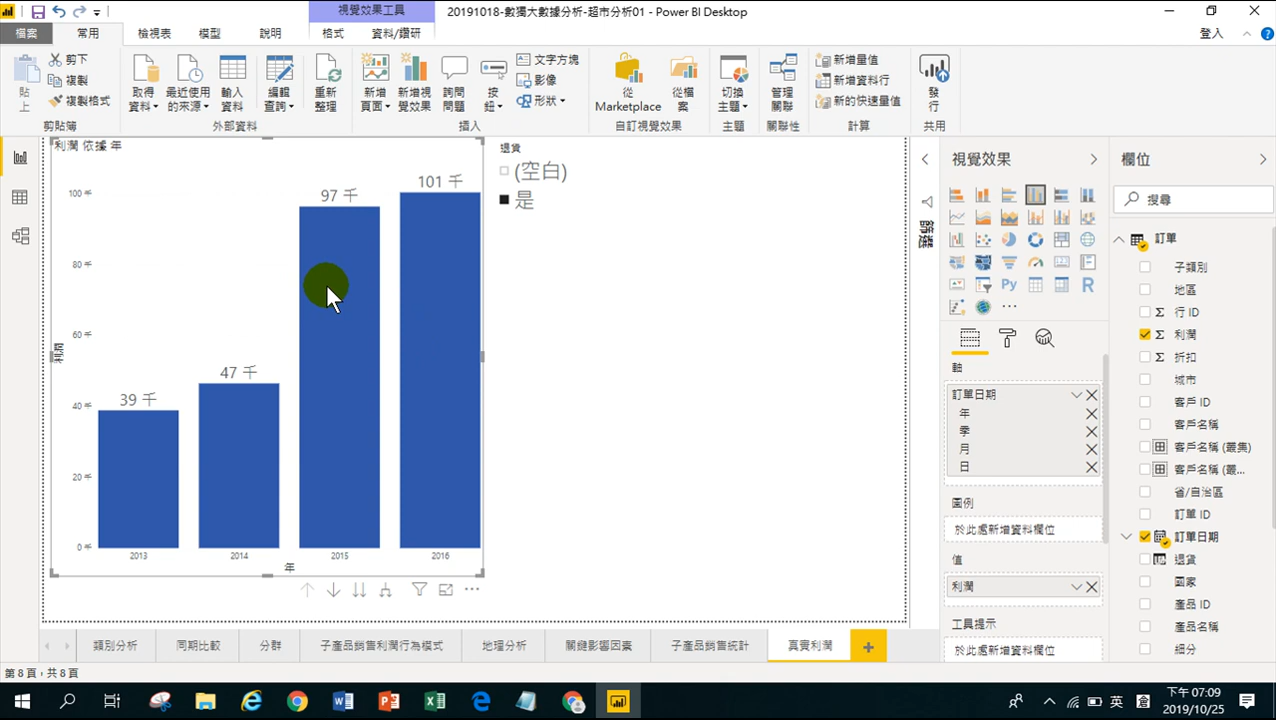 視覺效果工具
20191018-數獨大數據分析-超市分析01 - Power BI Desktop
檔案 常用 檢視表 模型 說明 格式 資料/鑽研 登入
剪下
複製
複製格式
貼上
取得資料
最近使用的來源
輸入資料
編輯查詢
重新整理
新增頁面
新增視覺效果
詢問問題
按鈕
文字方塊
影像
形狀
從 Marketplace
從檔案
切換主題
管理關聯
新增量值
新增資料行
新的快速量值
發行
剪貼簿 外部資料 插入 自訂視覺效果 主題 關聯性 計算 共用
利潤 依據 年
100 千
80 千
60 千
40 千
20 千
0 千
利潤
39 千
47 千
97 千
101 千
2013 2014 2015 2016
年
退貨
(空白)
是
篩選
視覺效果
Py
R
軸
訂單日期
年
季
月
日
圖例
於此處新增資料欄位
值
利潤
工具提示
於此處新增資料欄位
欄位
搜尋
訂單
子類別
地區
行 ID
利潤
折扣
城市
客戶 ID
客戶名稱
客戶名稱 (叢集)
客戶名稱 (叢...
省/自治區
訂單 ID
訂單日期
退貨
國家
產品 ID
產品名稱
細分
類別分析 同期比較 分群 子產品銷售利潤行為模式 地理分析 關鍵影響因素 子產品銷售統計 真實利潤
第 8 頁，共 8 頁
英
倉
下午 07:09
2019/10/25